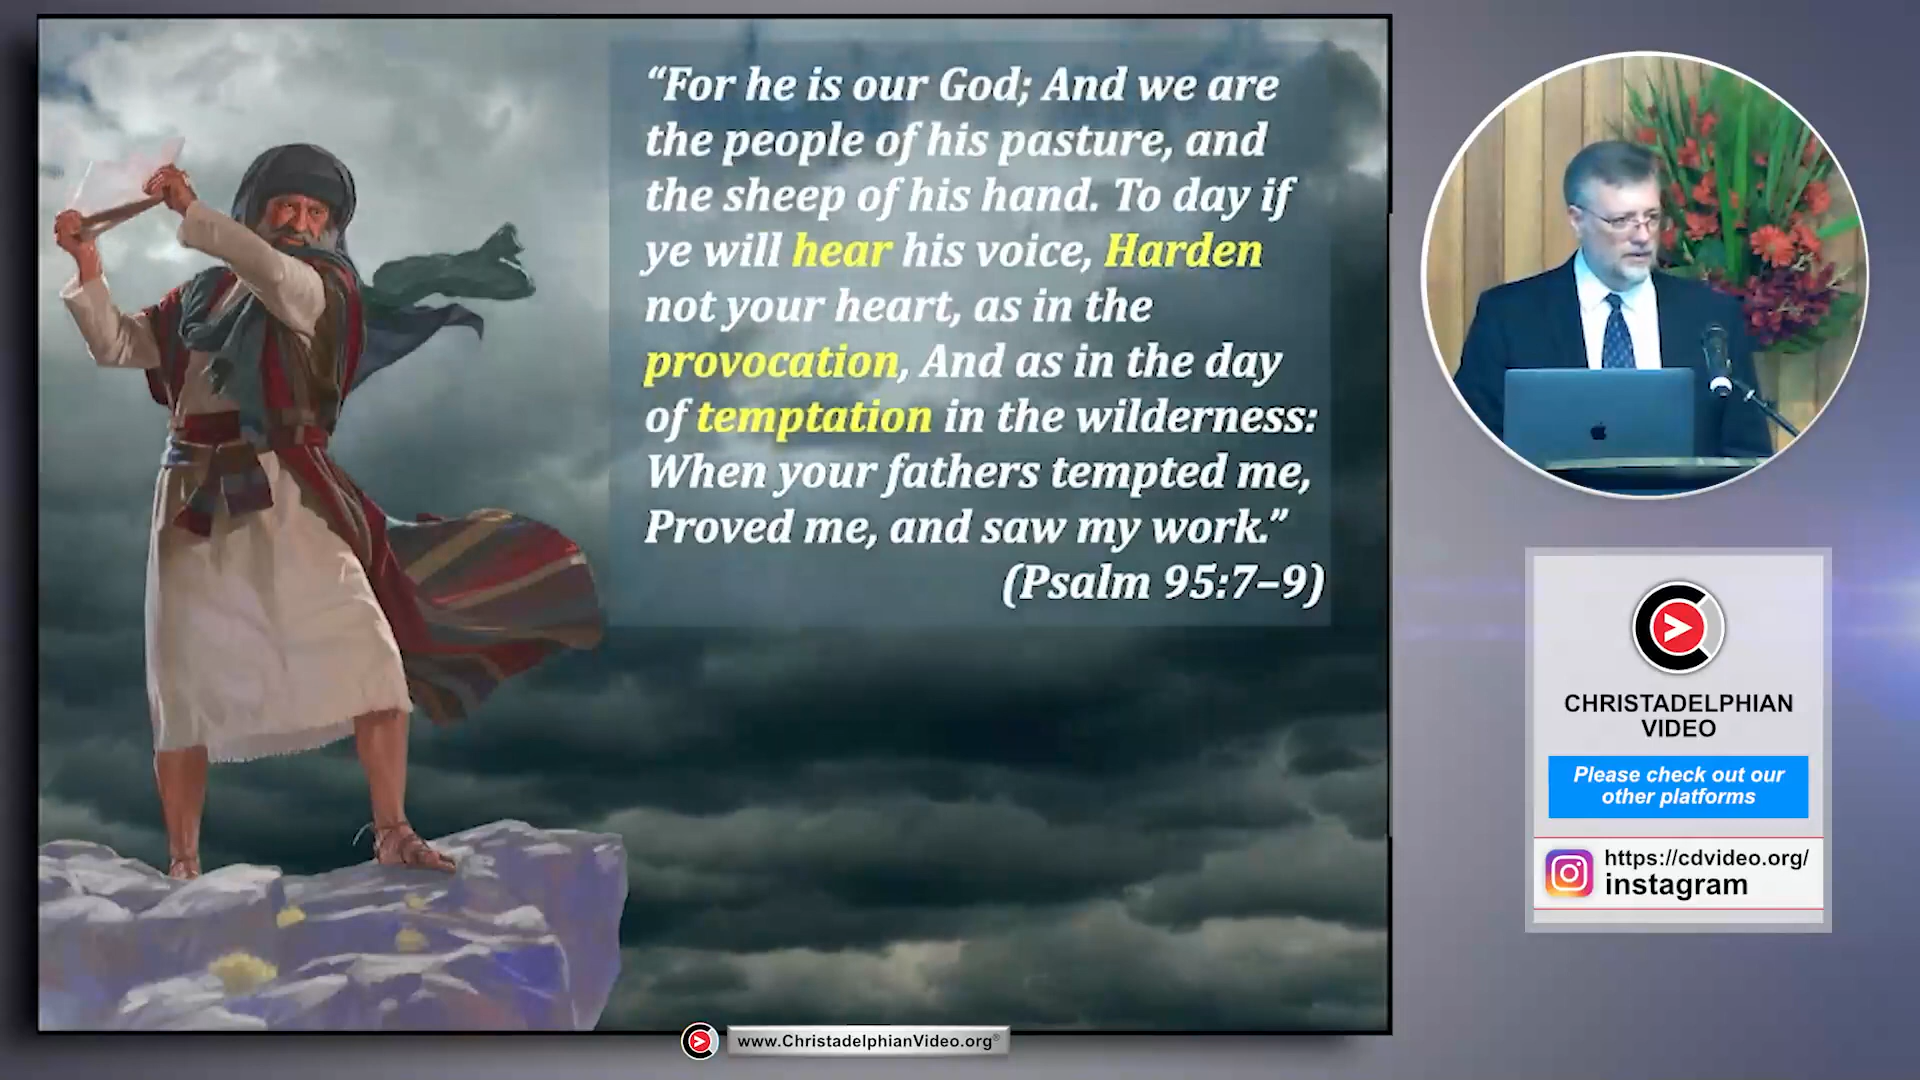 “For he is our God; And we are
the people of his pasture, and
the sheep of his hand. To day if
ye will hear his voice, Harden
not your heart, as in the
provocation, And as in the day
of temptation in the wilderness:
When your fathers tempted me,
Proved me, and saw my work.”
(Psalm 95:7–9)
CHRISTADELPHIAN
VIDEO
Please check out our
other platforms
https://cdvideo.org/
instagram
www.ChristadelphianVideo.org®